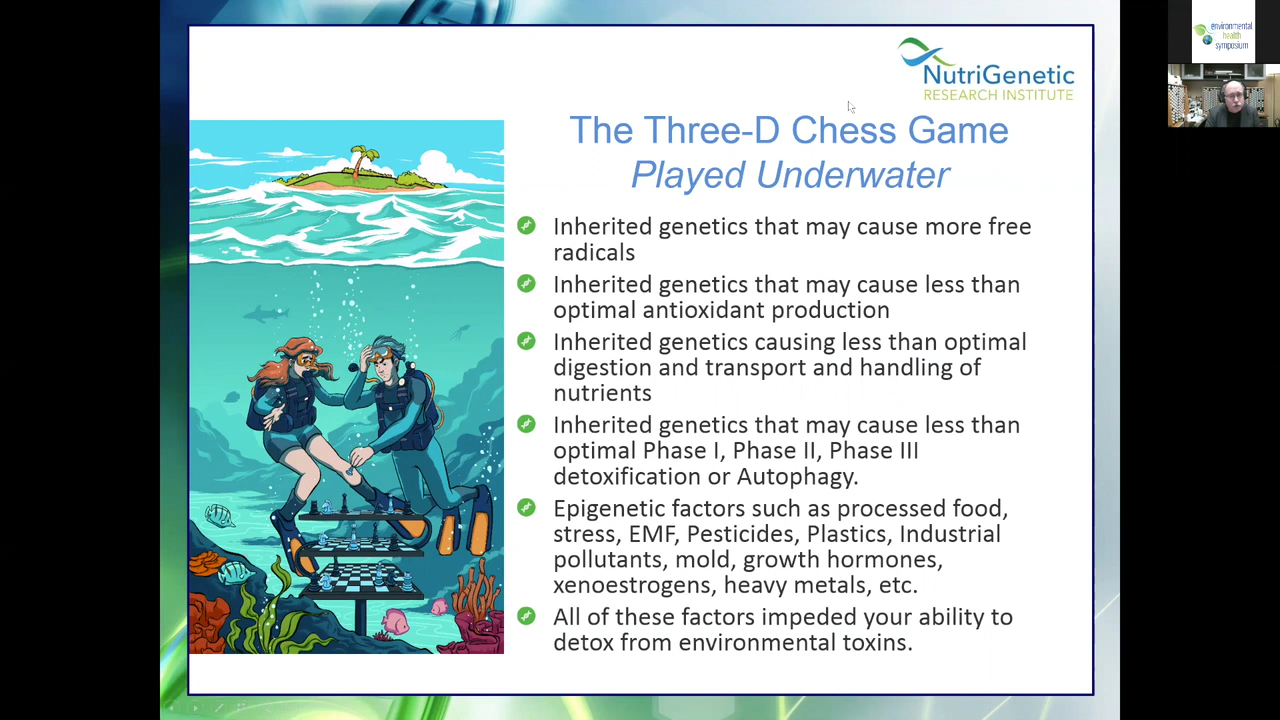 NutriGenetic
RESEARCH INSTITUTE
environmental
health
symposium
The Three-D Chess Game
Played Underwater
Inherited genetics that may cause more free
radicals
Inherited genetics that may cause less than
optimal antioxidant production
Inherited genetics causing less than optimal
digestion and transport and handling of
nutrients
Inherited genetics that may cause less than
optimal Phase I, Phase II, Phase III
detoxification or Autophagy.
Epigenetic factors such as processed food,
stress, EMF, Pesticides, Plastics, Industrial
pollutants, mold, growth hormones,
xenoestrogens, heavy metals, etc.
All of these factors impeded your ability to
detox from environmental toxins.